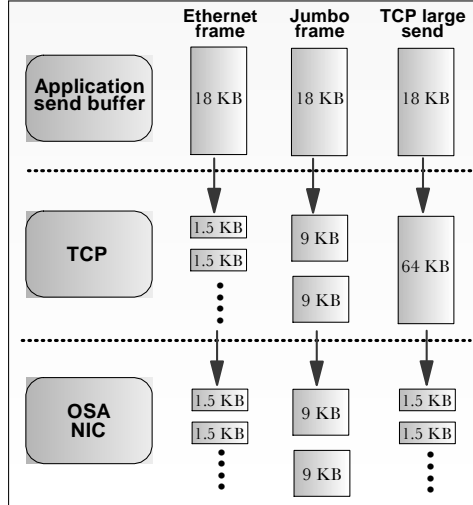 Ethernet frame
Jumbo frame
TCP large send
Application send buffer
18 KB
18 KB
18 KB
TCP
1.5 KB
1.5 KB
9 KB
9 KB
64 KB
OSA NIC
1.5 KB
1.5 KB
9 KB
9 KB
1.5 KB
1.5 KB